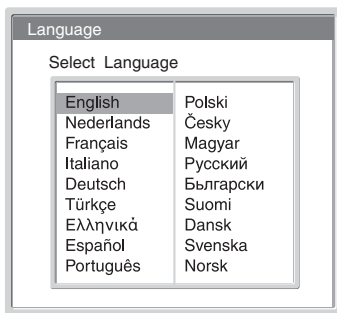 Language
Select Language
English
Nederlands
Français
Italiano
Deutsch
Türkçe
Ελληνικά
Español
Português
Polski
Česky
Magyar
Русский
Бьлгарски
Suomi
Dansk
Svenska
Norsk